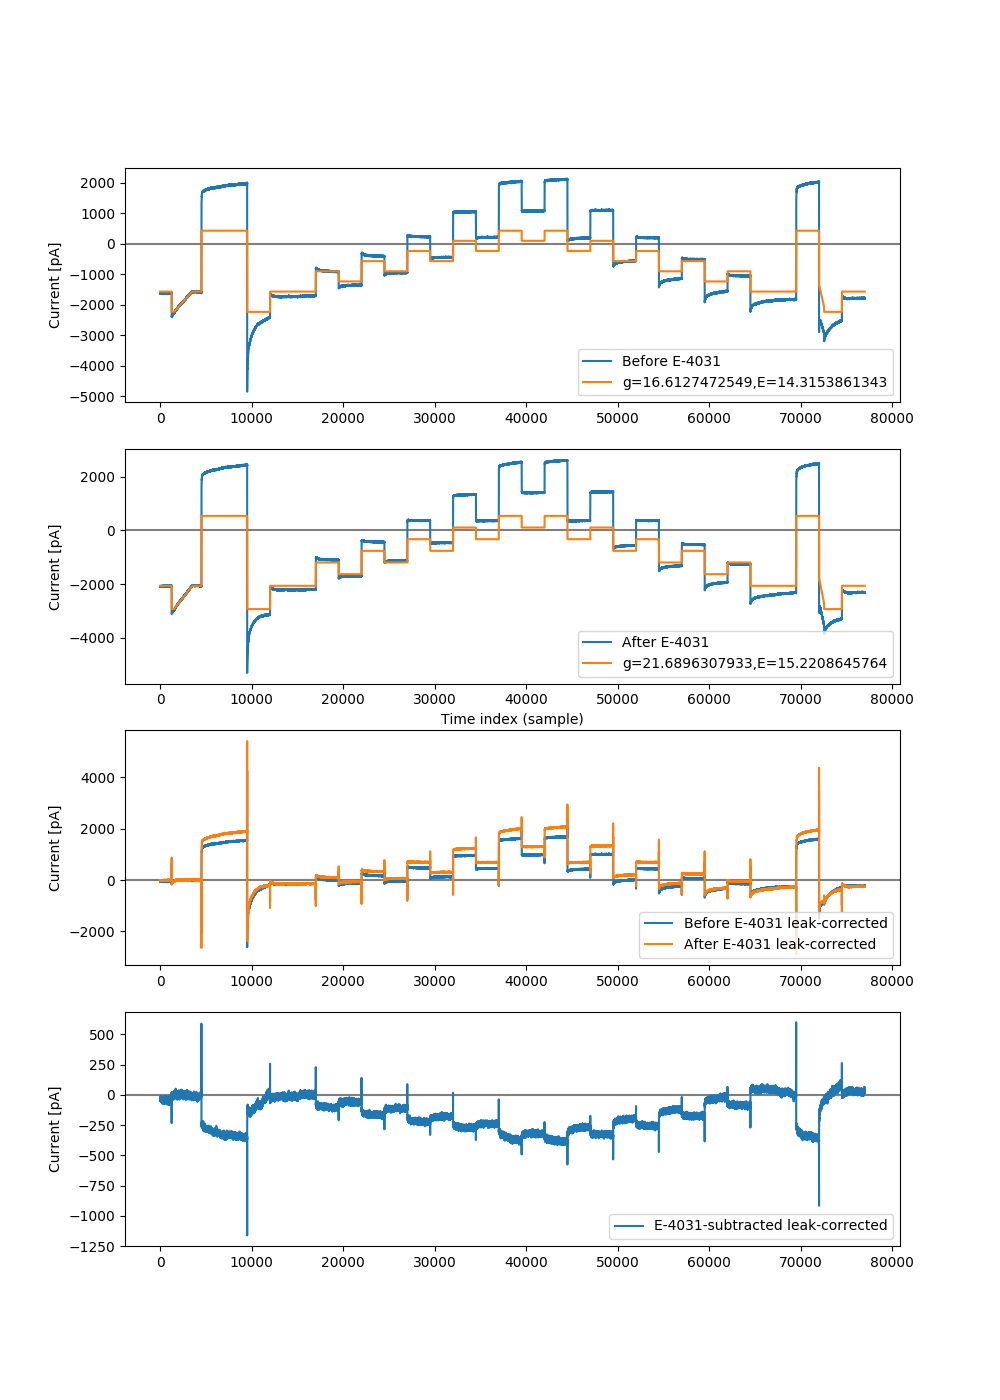 2000
1000
0
−1000
−2000
−3000
−4000
−5000
Current [pA]
Before E-4031
g=16.6127472549,E=14.3153861343
0 10000 20000 30000 40000 50000 60000 70000 80000
2000
0
−2000
−4000
Current [pA]
After E-4031
g=21.6896307933,E=15.2208645764
0 10000 20000 30000 40000 50000 60000 70000 80000
Time index (sample)
4000
2000
0
−2000
Current [pA]
Before E-4031 leak-corrected
After E-4031 leak-corrected
0 10000 20000 30000 40000 50000 60000 70000 80000
500
250
0
−250
−500
−750
−1000
−1250
Current [pA]
E-4031-subtracted leak-corrected
0 10000 20000 30000 40000 50000 60000 70000 80000